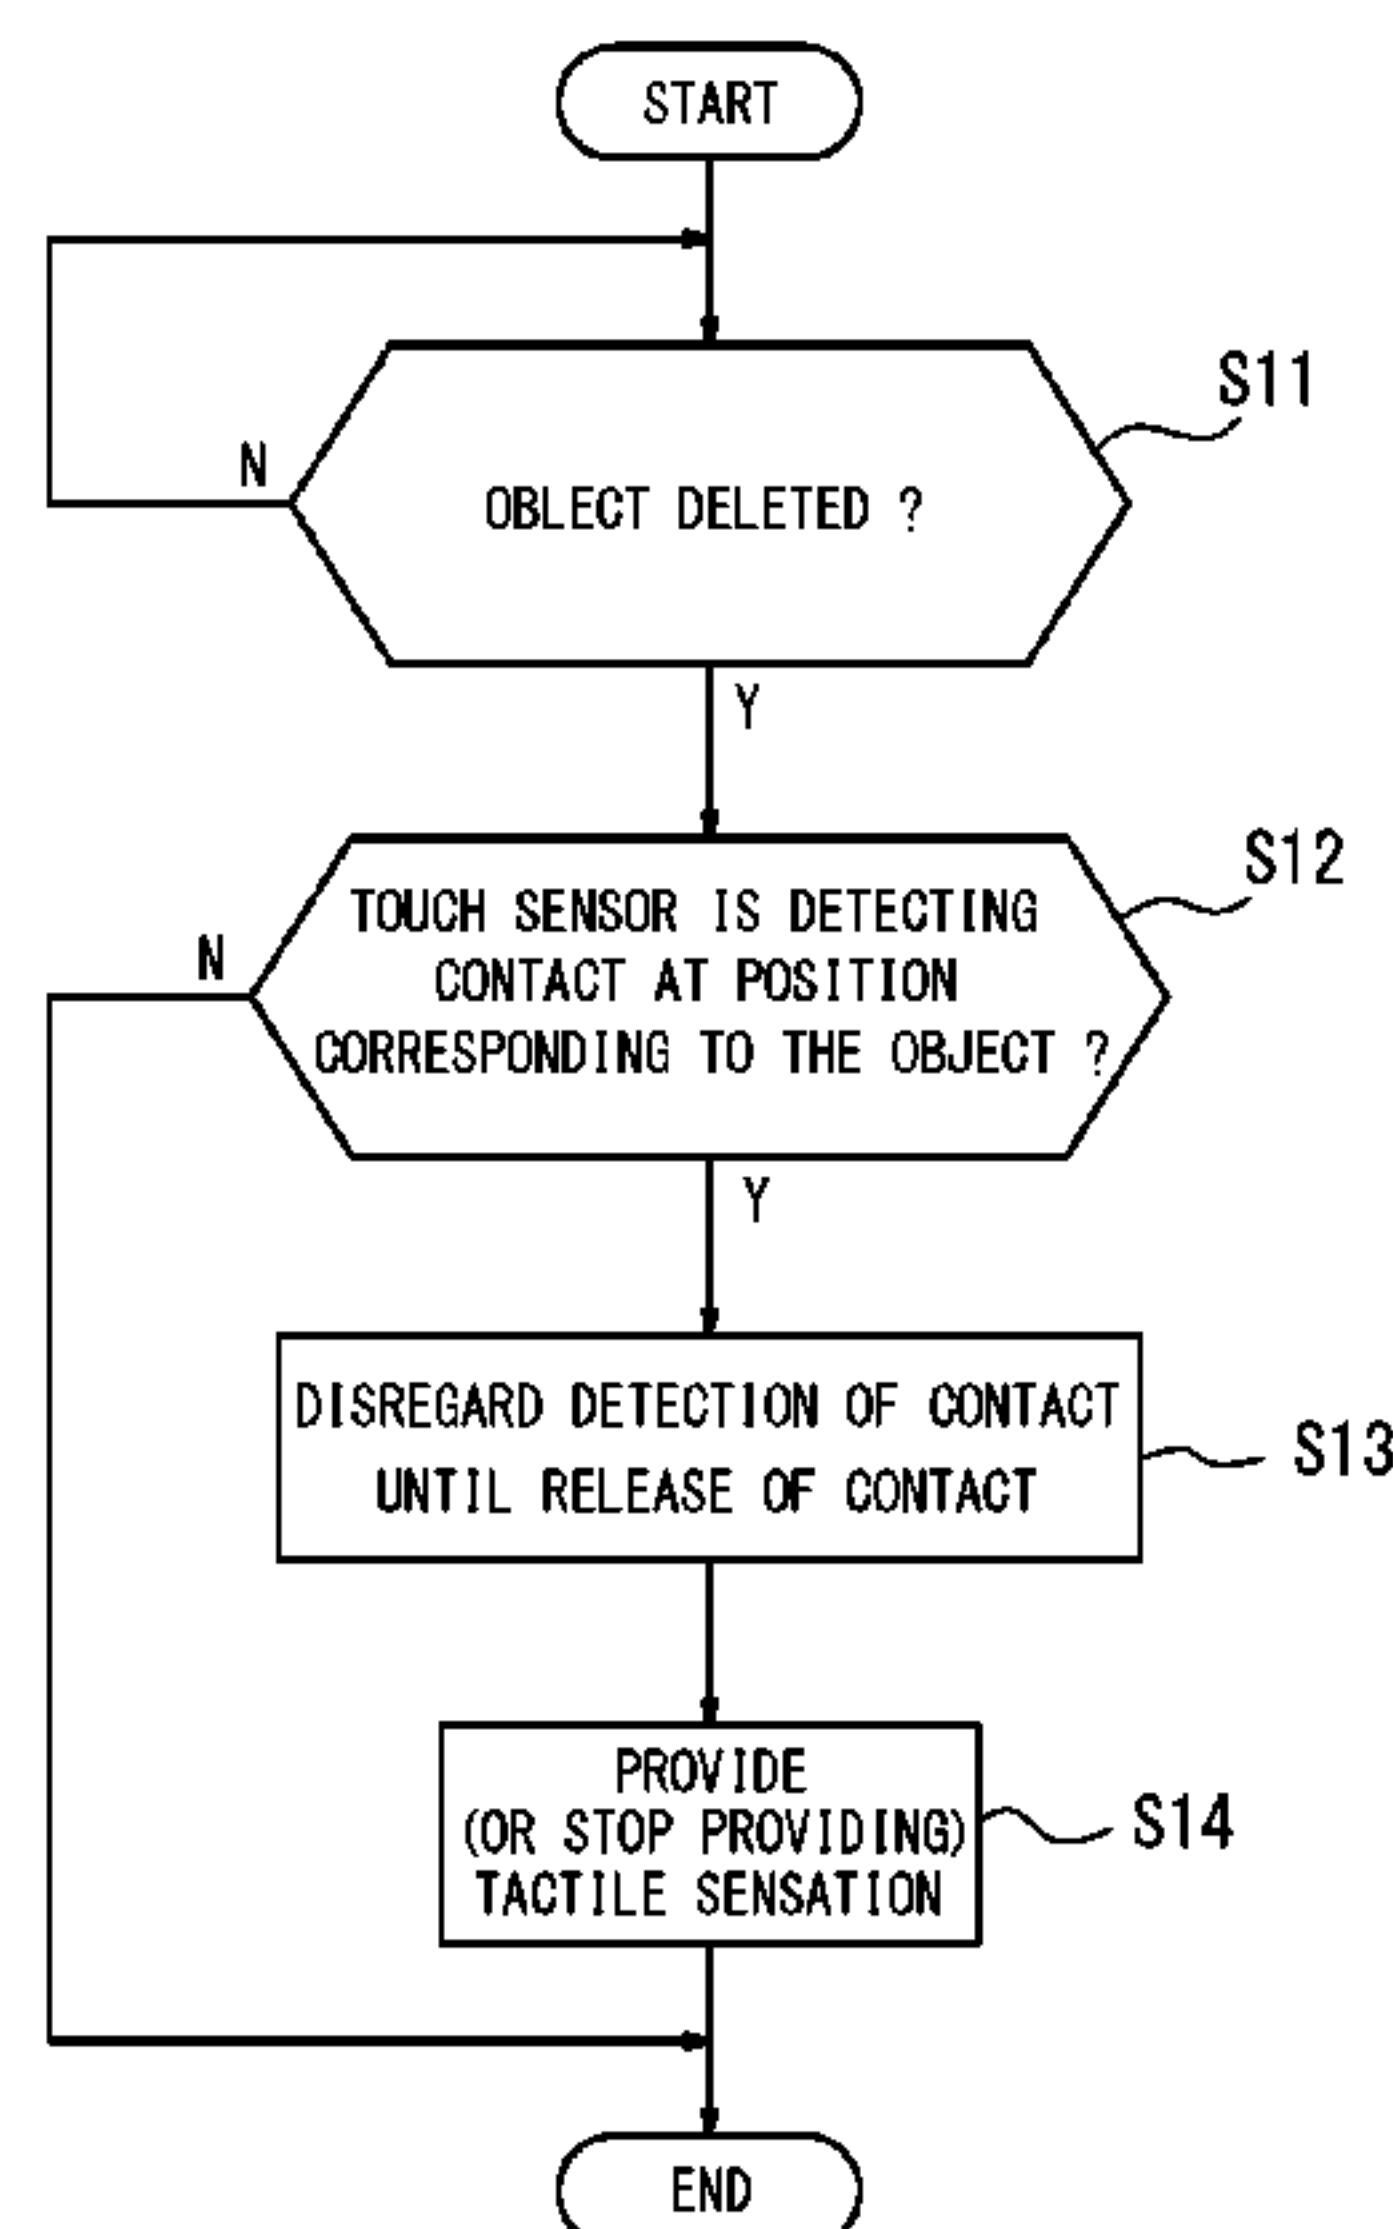 START
S11
N
OBLECT DELETED ?
Y
S12
N
TOUCH SENSOR IS DETECTING
CONTACT AT POSITION
CORRESPONDING TO THE OBJECT ?
Y
DISREGARD DETECTION OF CONTACT
UNTIL RELEASE OF CONTACT
S13
PROVIDE
(OR STOP PROVIDING)
TACTILE SENSATION
S14
END